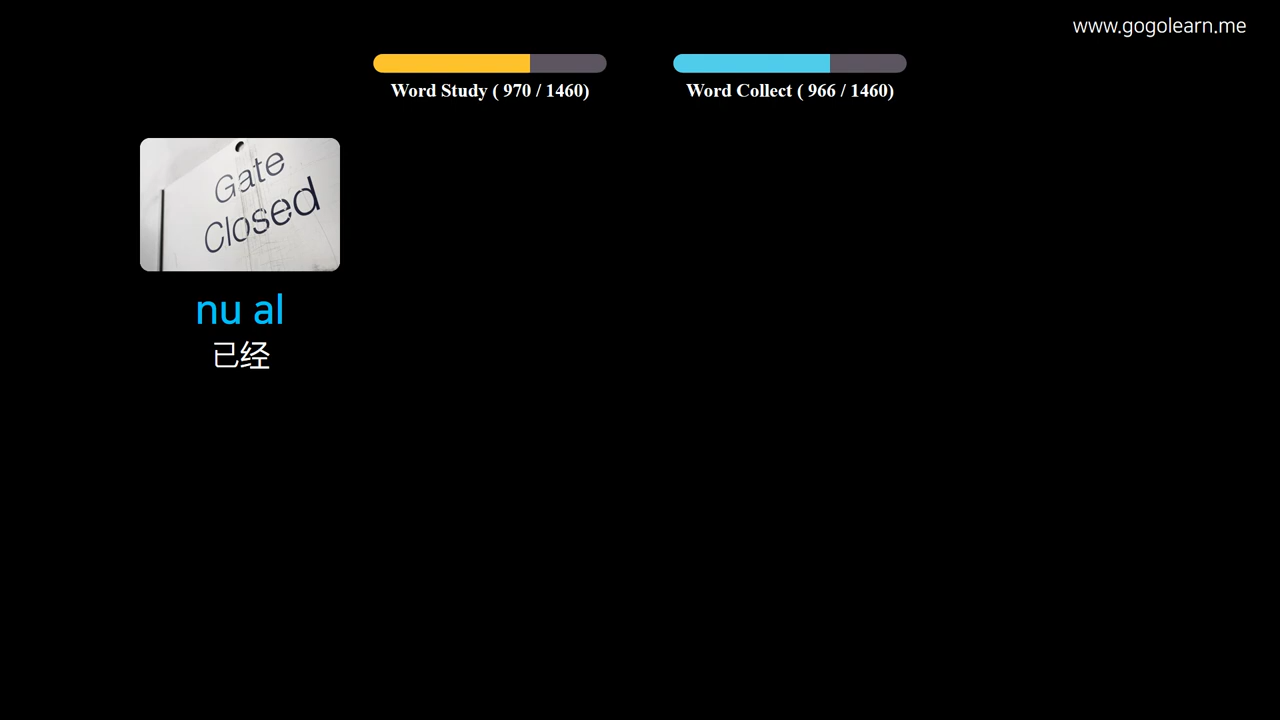 www.gogolearn.me
Word Study ( 970 / 1460)
Word Collect ( 966 / 1460)
Gate
Closed
nu al
已经